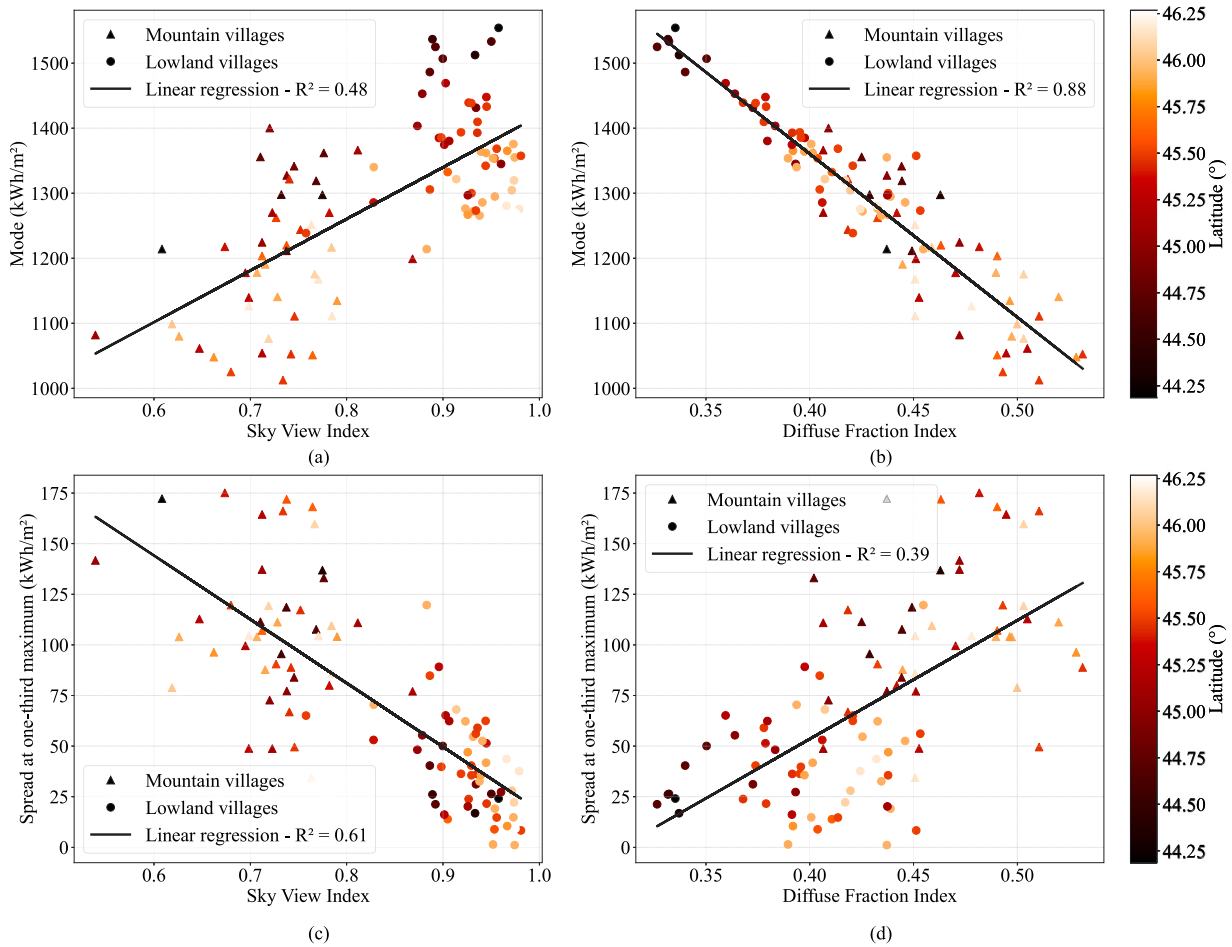 Mountain villages
Lowland villages
Linear regression - R² = 0.48
1500
1400
1300
1200
1100
1000
Mode (kWh/m²)
0.6 0.7 0.8 0.9 1.0
Sky View Index
(a)
Mountain villages
Lowland villages
Linear regression - R² = 0.88
1500
1400
1300
1200
1100
1000
Mode (kWh/m²)
0.35 0.40 0.45 0.50
Diffuse Fraction Index
(b)
46.25
46.00
45.75
45.50
45.25
45.00
44.75
44.50
44.25
Latitude (°)
175
150
125
100
75
50
25
0
Spread at one-third maximum (kWh/m²)
Mountain villages
Lowland villages
Linear regression - R² = 0.61
0.6 0.7 0.8 0.9 1.0
Sky View Index
(c)
Mountain villages
Lowland villages
Linear regression - R² = 0.39
175
150
125
100
75
50
25
0
Spread at one-third maximum (kWh/m²)
0.35 0.40 0.45 0.50
Diffuse Fraction Index
(d)
46.25
46.00
45.75
45.50
45.25
45.00
44.75
44.50
44.25
Latitude (°)